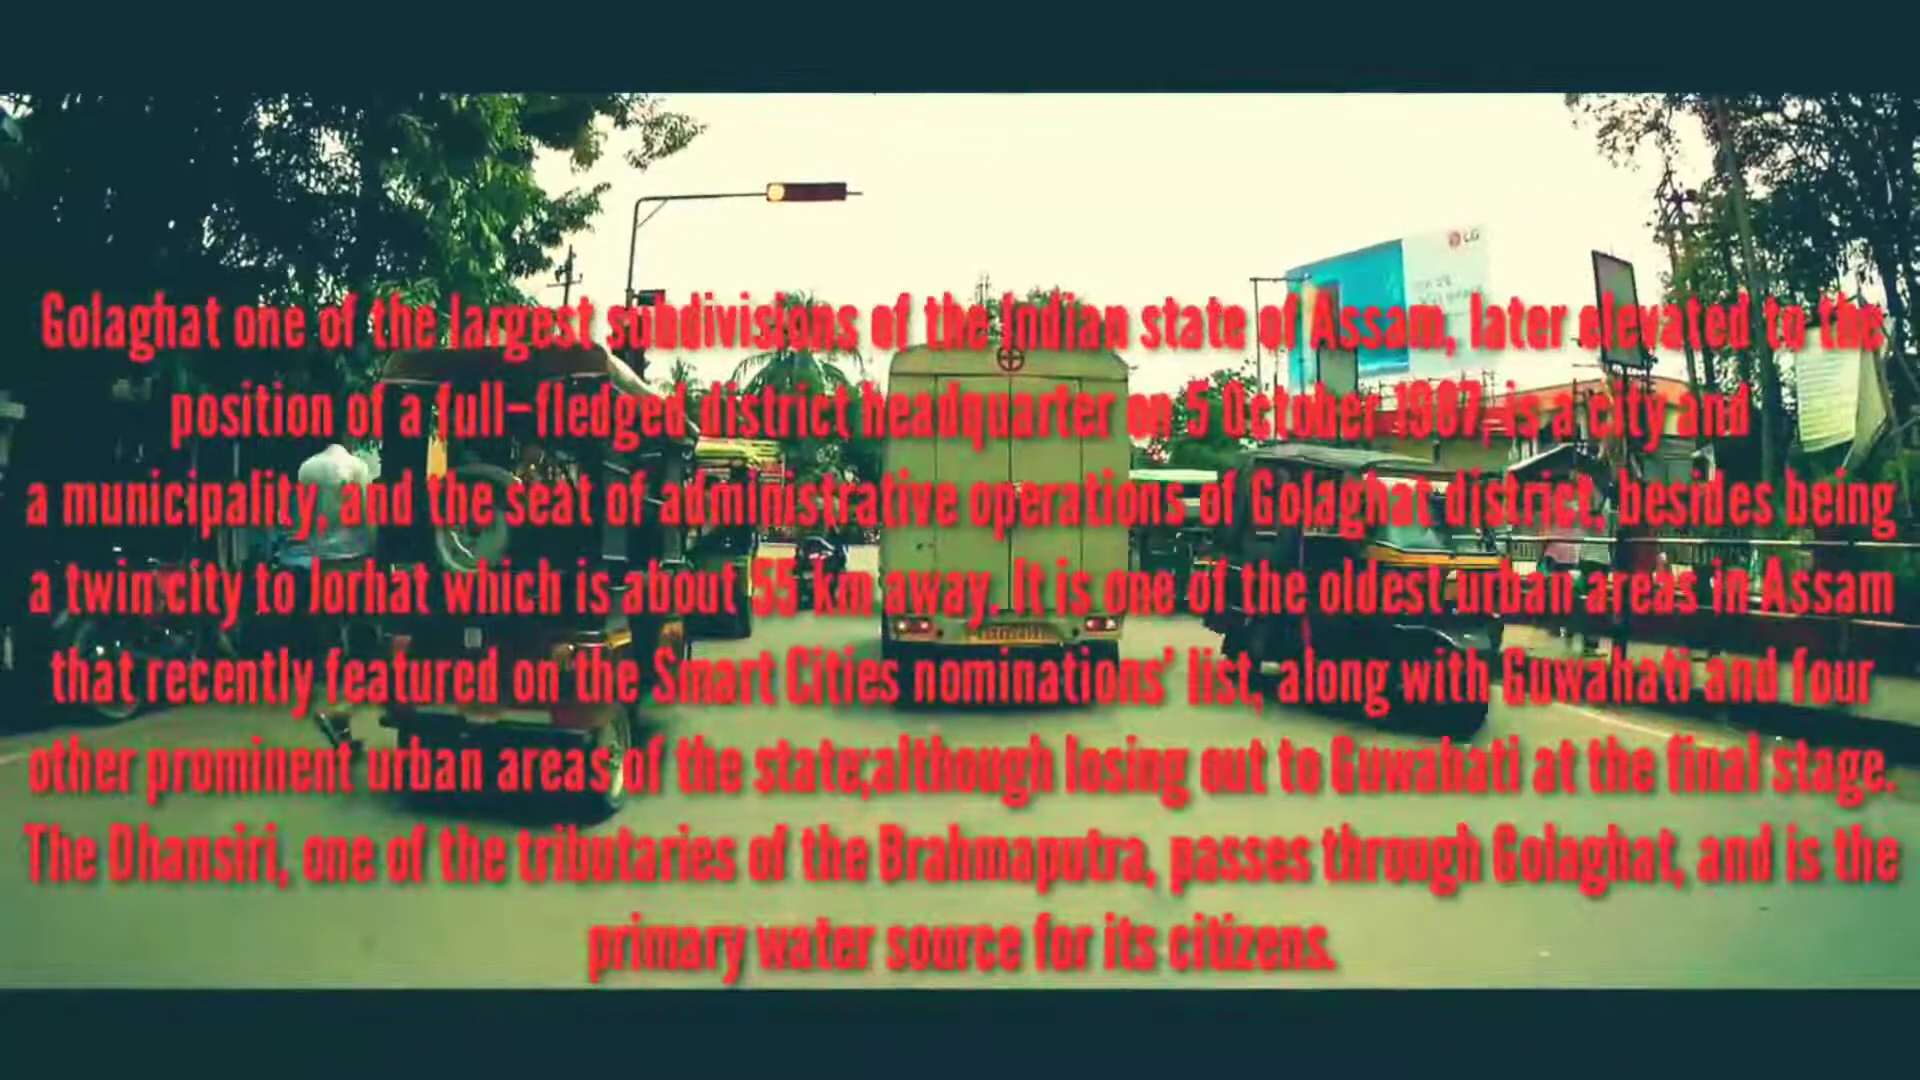 LG
Golaghat one of the largest subdivisions of the Indian state of Assam, later elevated to the
position of a full-fledged district headquarter on 5 October 1987, is a city and
a municipality, and the seat of administrative operations of Golaghat district, besides being
a twin city to Jorhat which is about 55 km away. It is one of the oldest urban areas in Assam
that recently featured on the Smart Cities nominations' list, along with Guwahati and four
other prominent urban areas of the state;although losing out to Guwahati at the final stage.
The Dhansiri, one of the tributaries of the Brahmaputra, passes through Golaghat, and is the
primary water source for its citizens.